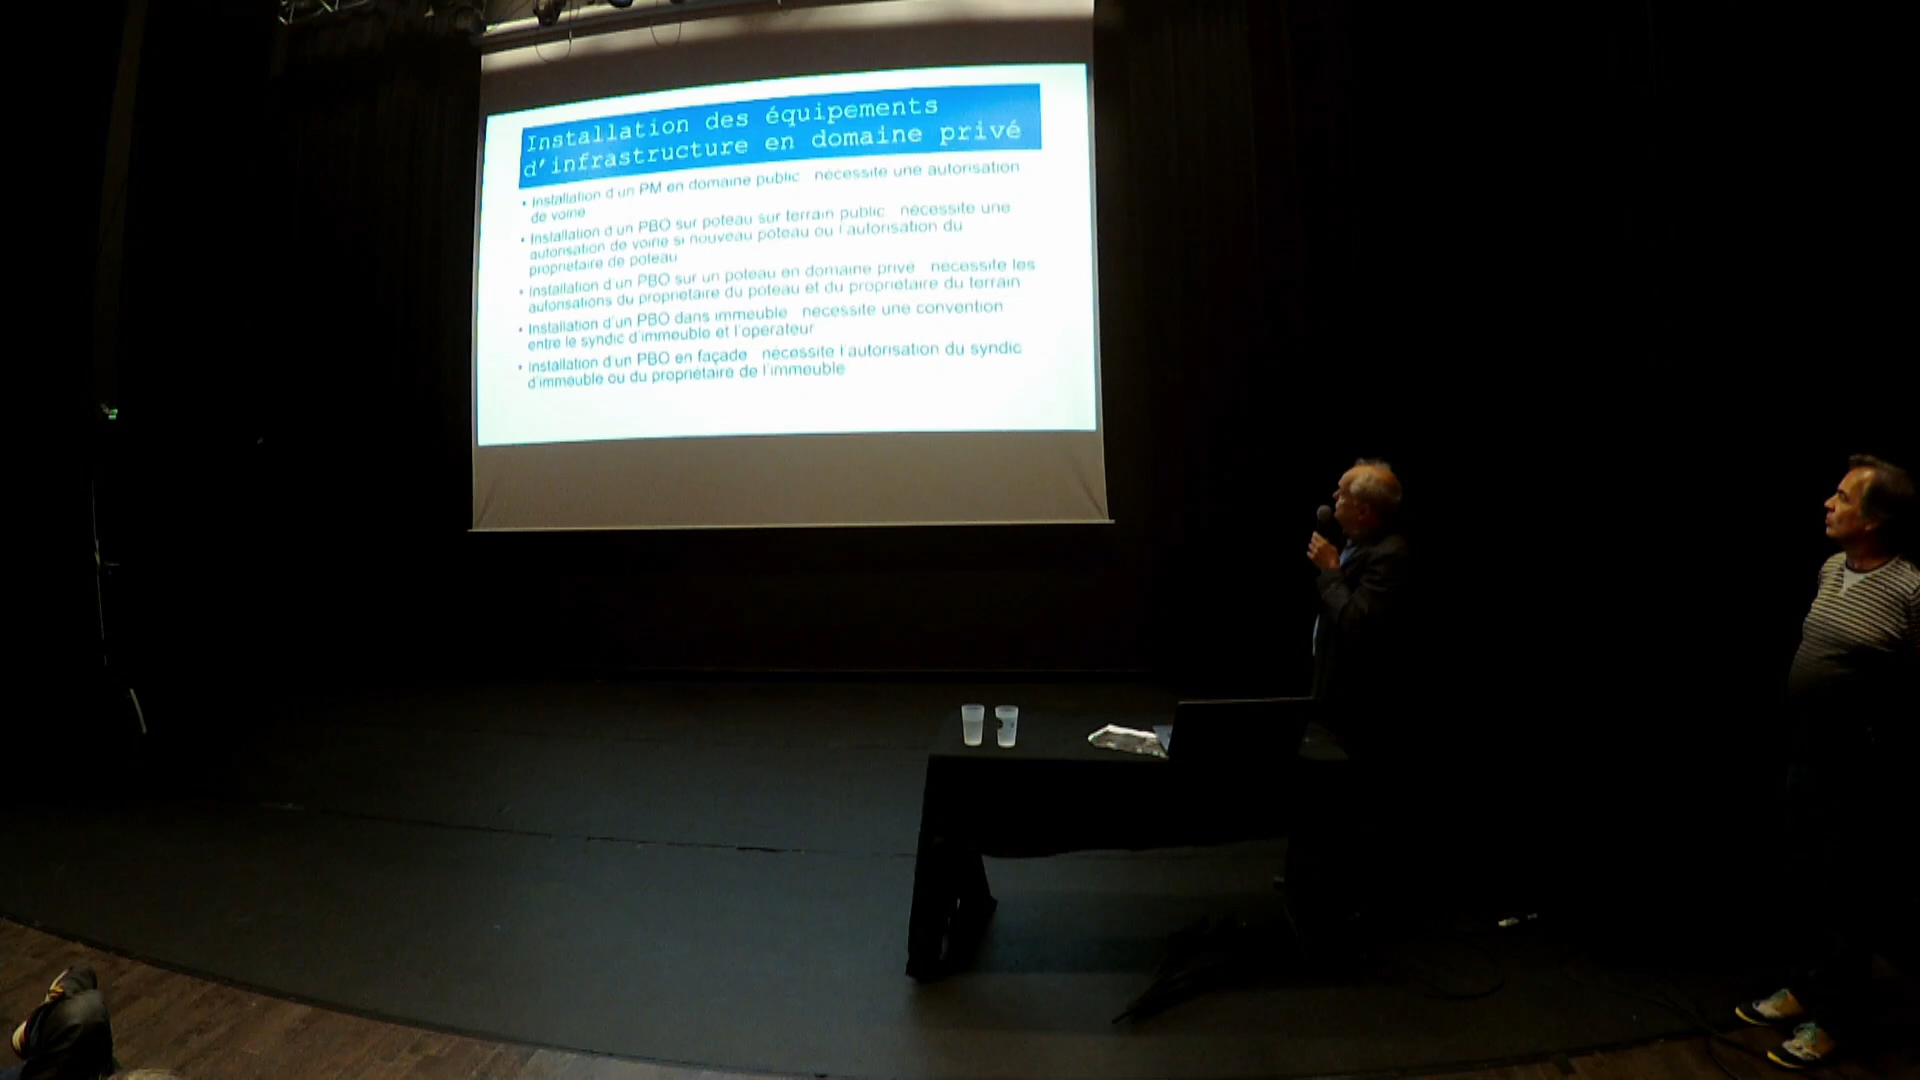 Installation des équipements
d'infrastructure en domaine privé
• Installation d'un PM en domaine public : nécessite une autorisation
de voirie
• Installation d'un PBO sur poteau sur terrain public : nécessite une
autorisation de voirie si nouveau poteau ou l'autorisation du
propriétaire de poteau
• Installation d'un PBO sur un poteau en domaine privé : nécessite les
autorisations du propriétaire du poteau et du propriétaire du terrain
• Installation d'un PBO dans immeuble : nécessite une convention
entre le syndic d'immeuble et l'opérateur
• Installation d'un PBO en façade : nécessite l'autorisation du syndic
d'immeuble ou du propriétaire de l'immeuble